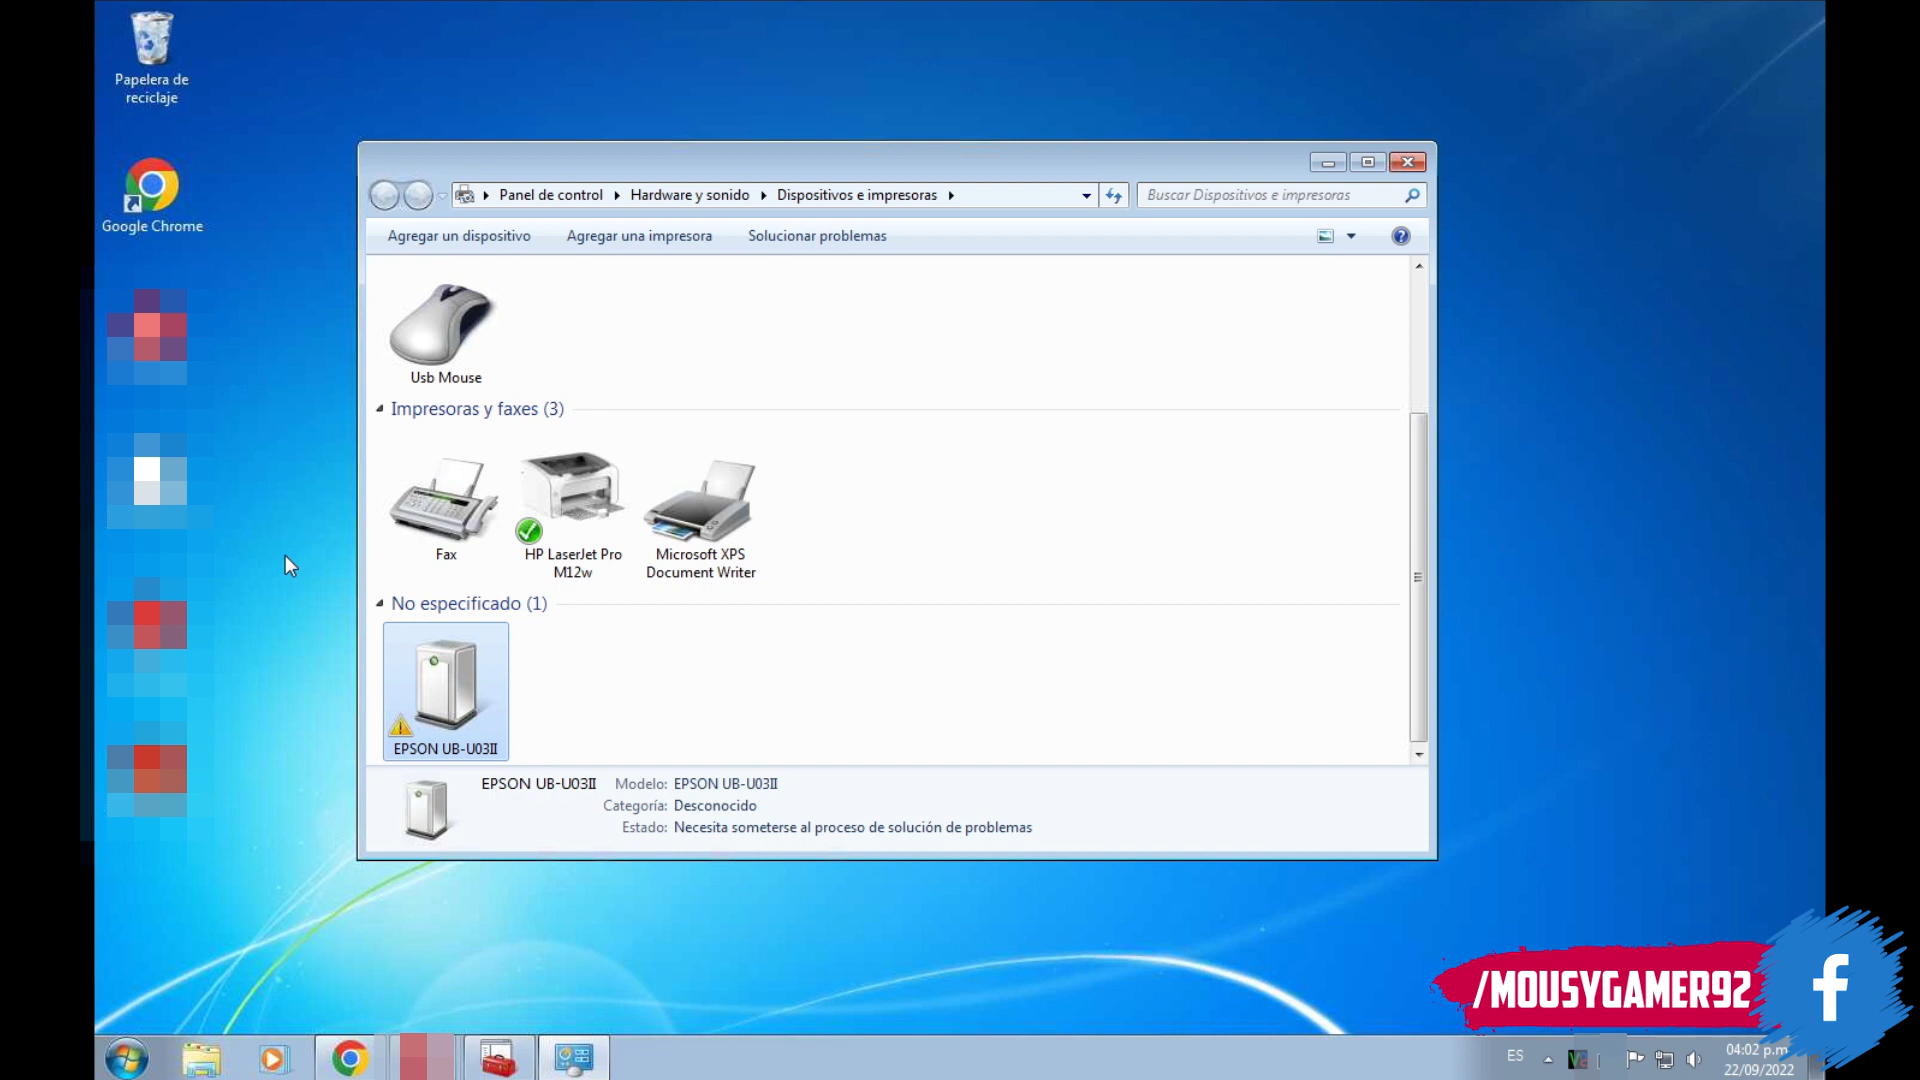 Papelera de
reciclaje
Google Chrome
Panel de control
Hardware y sonido
Dispositivos e impresoras
Buscar Dispositivos e impresoras
Agregar un dispositivo
Agregar una impresora
Solucionar problemas
Usb Mouse
Impresoras y faxes (3)
Fax
HP LaserJet Pro
M12w
Microsoft XPS
Document Writer
No especificado (1)
EPSON UB-U03II
EPSON UB-U03II
Modelo: EPSON UB-U03II
Categoría: Desconocido
Estado: Necesita someterse al proceso de solución de problemas
/MOUSYGAMER92
ES
04:02 p.m.
22/09/2022